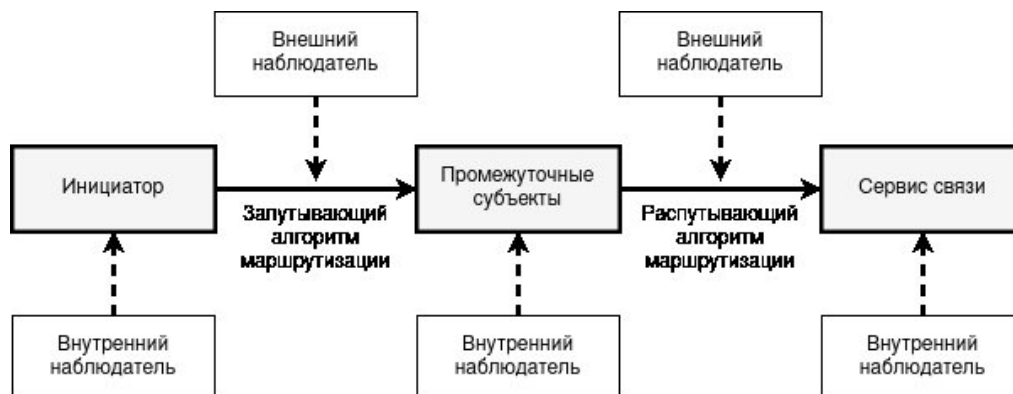 Внешний
наблюдатель
Внешний
наблюдатель
Инициатор
Запутывающий
алгоритм
маршрутизации
Промежуточные
субъекты
Распутывающий
алгоритм
маршрутизации
Сервис связи
Внутренний
наблюдатель
Внутренний
наблюдатель
Внутренний
наблюдатель